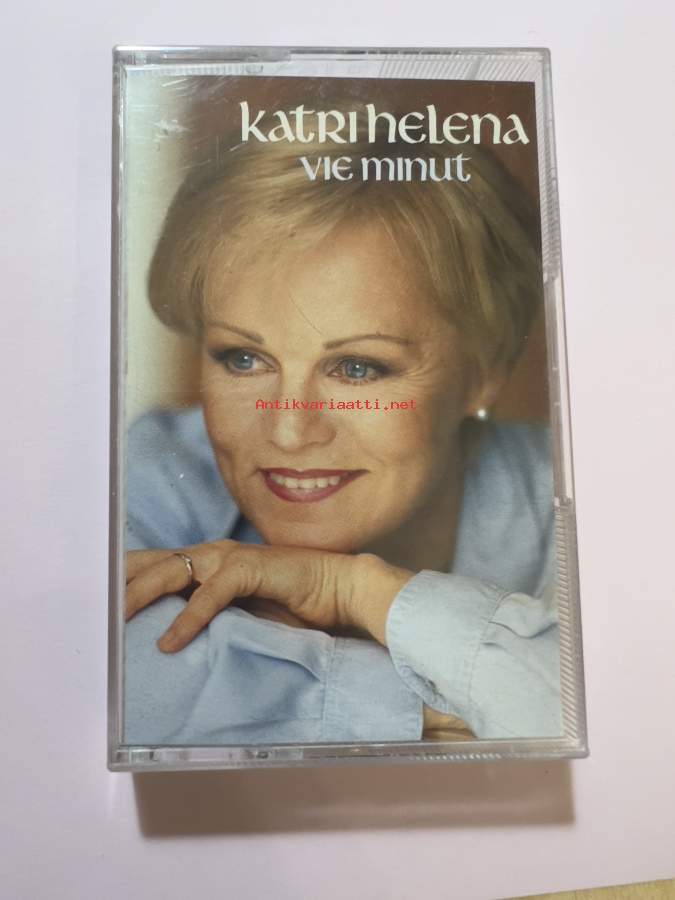 Katri Helena
Vie minut
Antikvariaatti.net